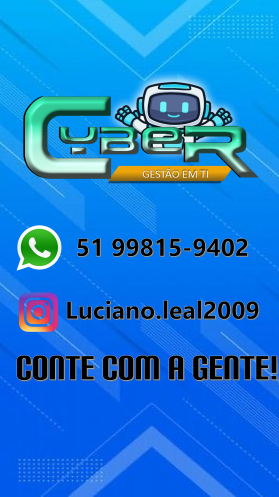 CYBER
GESTÃO EM TI
51 99815-9402
Luciano.leal2009
CONTE COM A GENTE!